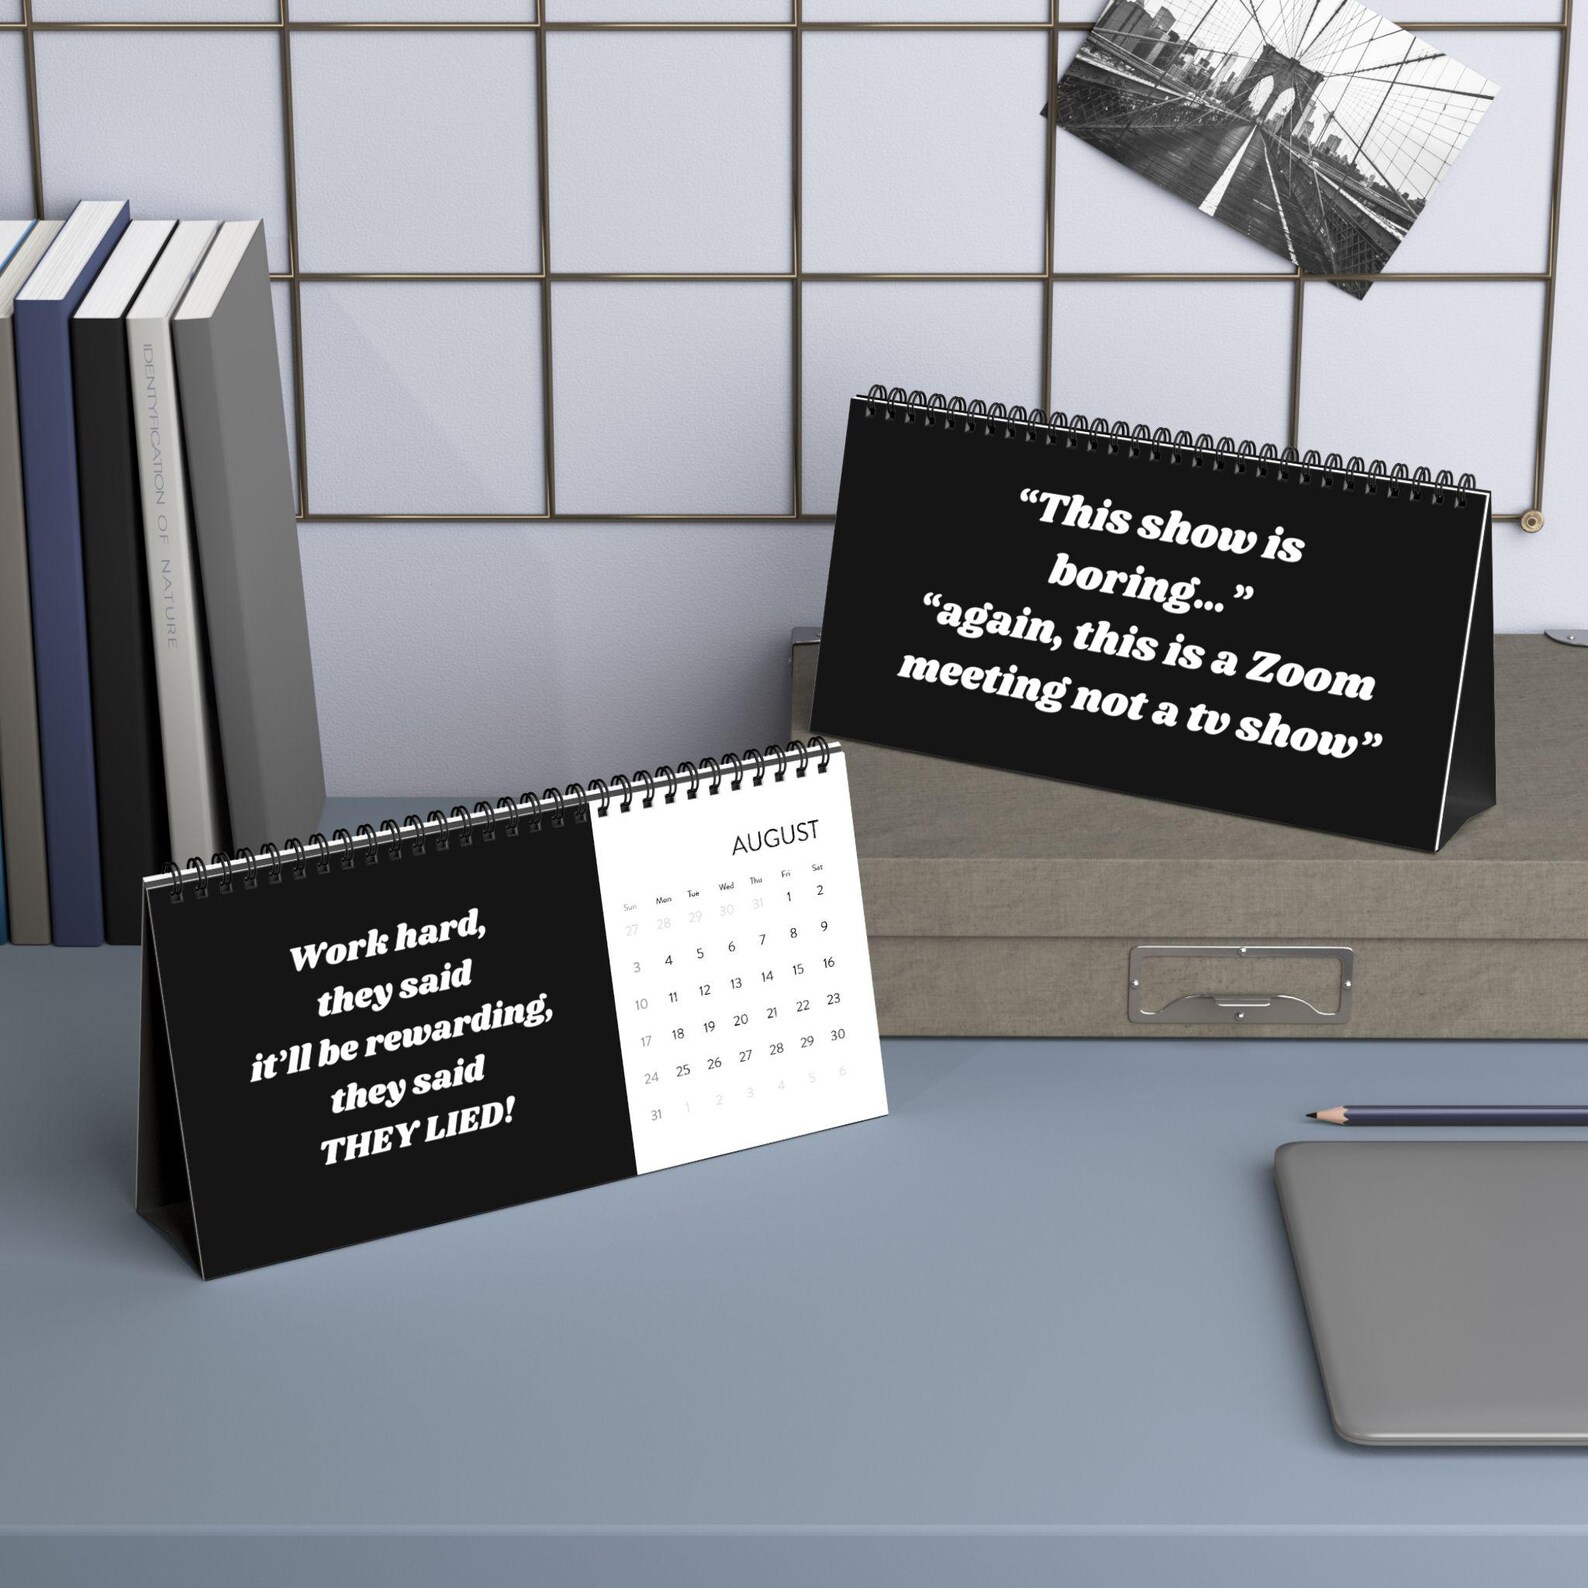 IDENTYFICATION OF NATURE
“This show is
boring...”
“again, this is a Zoom
meeting not a tv show”
Work hard,
they said
it’ll be rewarding,
they said
THEY LIED!
AUGUST
Sun Mon Tue Wed Thu Fri Sat
27 28 29 30 31 1 2
3 4 5 6 7 8 9
10 11 12 13 14 15 16
17 18 19 20 21 22 23
24 25 26 27 28 29 30
31 1 2 3 4 5 6